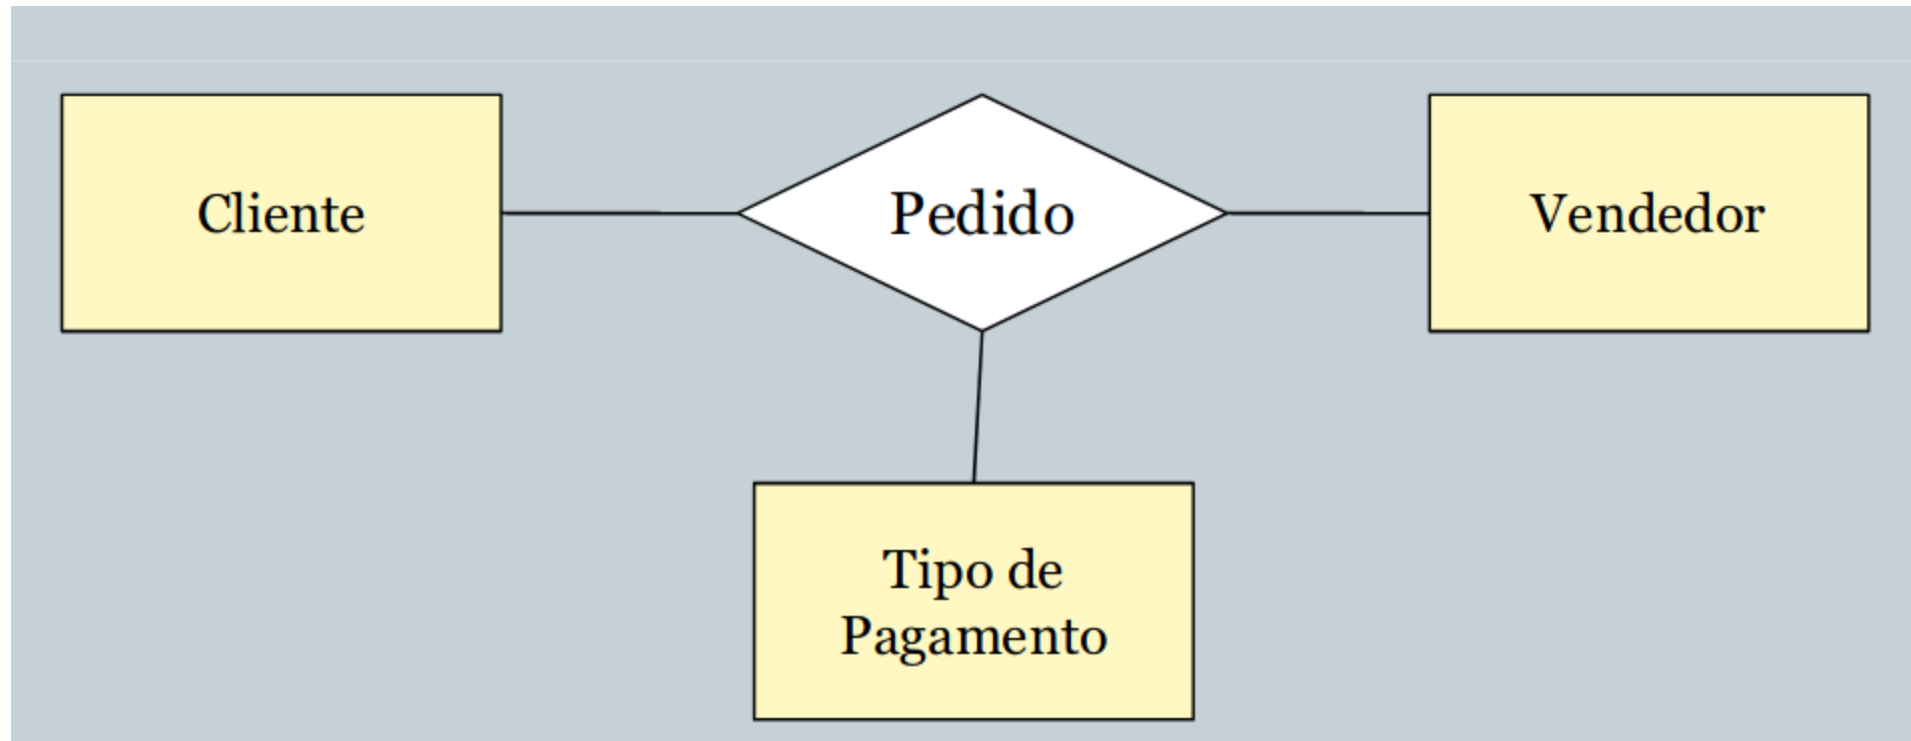 Cliente
Pedido
Vendedor
Tipo de
Pagamento